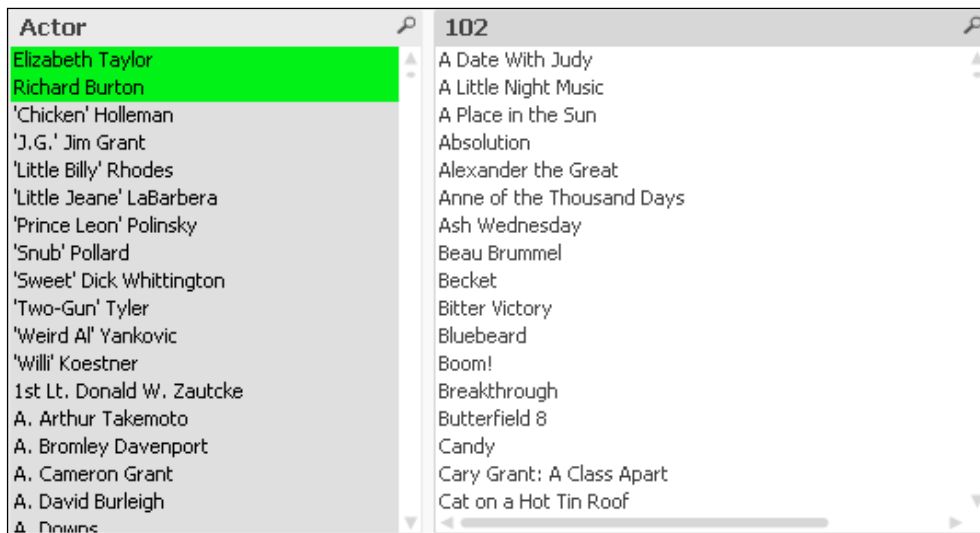 Actor
Elizabeth Taylor
Richard Burton
'Chicken' Holleman
'J.G.' Jim Grant
'Little Billy' Rhodes
'Little Jeane' LaBarbera
'Prince Leon' Polinsky
'Snub' Pollard
'Sweet' Dick Whittington
'Two-Gun' Tyler
'Weird Al' Yankovic
'Willi' Koestner
1st Lt. Donald W. Zautcke
A. Arthur Takemoto
A. Bromley Davenport
A. Cameron Grant
A. David Burleigh
A. Downs
102
A Date With Judy
A Little Night Music
A Place in the Sun
Absolution
Alexander the Great
Anne of the Thousand Days
Ash Wednesday
Beau Brummel
Becket
Bitter Victory
Bluebeard
Boom!
Breakthrough
Butterfield 8
Candy
Cary Grant: A Class Apart
Cat on a Hot Tin Roof